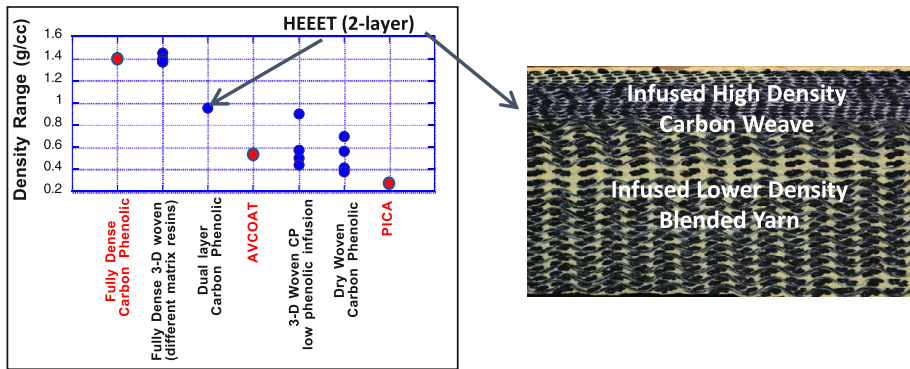 HEEET (2-layer)
Density Range (g/cc)
1.6
1.4
1.2
1
0.8
0.6
0.4
0.2
Fully Dense
Carbon Phenolic
Fully Dense 3-D woven
(different matrix resins)
Dual layer
Carbon Phenolic
AVCOAT
3-D Woven CP
low phenolic infusion
Dry Woven
Carbon Phenolic
PICA
Infused High Density
Carbon Weave
Infused Lower Density
Blended Yarn